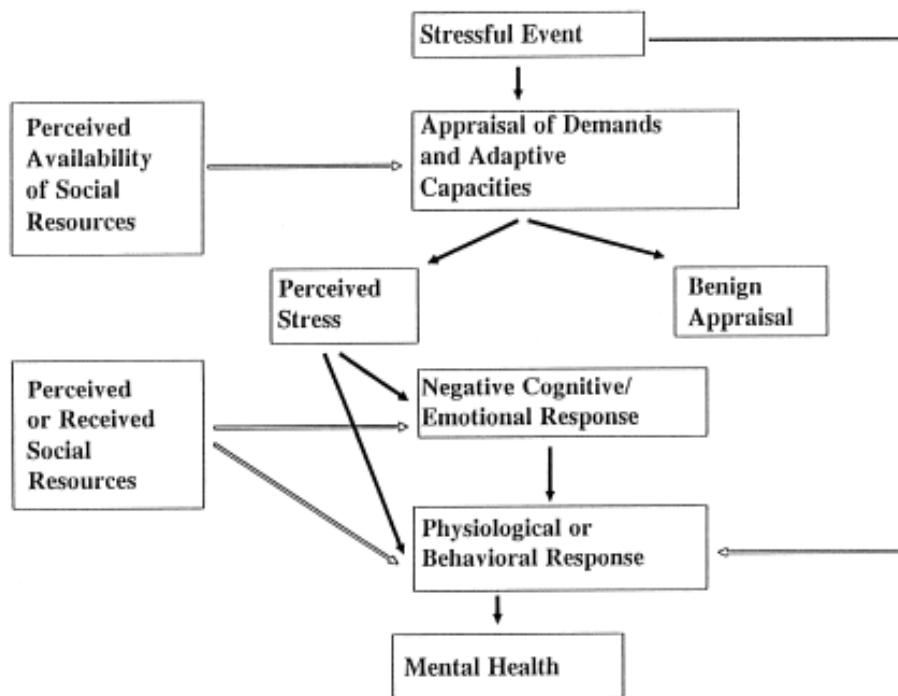 Stressful Event
Perceived
Availability
of Social
Resources
Appraisal of Demands
and Adaptive
Capacities
Perceived
Stress
Benign
Appraisal
Perceived
or Received
Social
Resources
Negative Cognitive/
Emotional Response
Physiological or
Behavioral Response
Mental Health